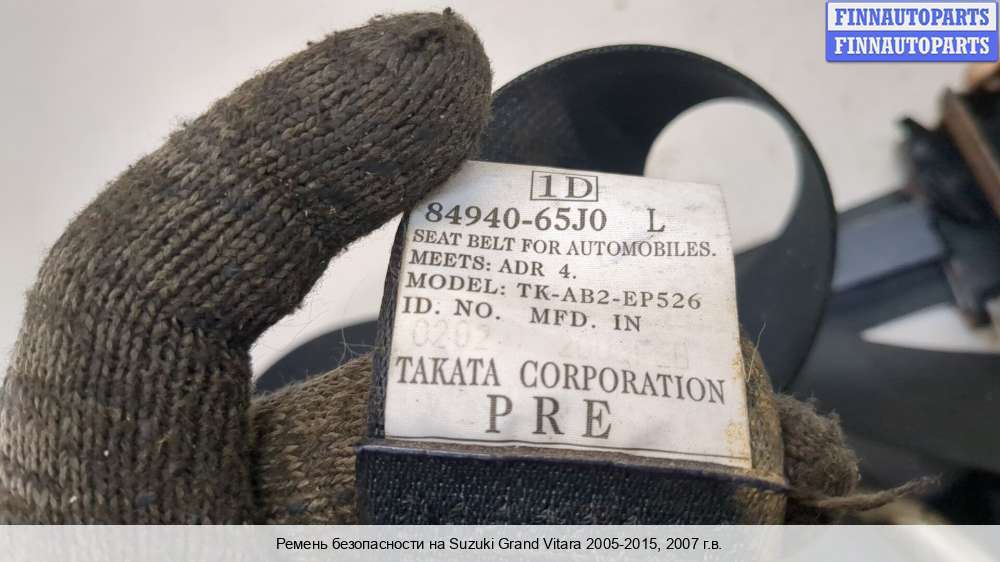 FINNAUTOPARTS
FINNAUTOPARTS
1D
84940-65J0 L
SEAT BELT FOR AUTOMOBILES.
MEETS: ADR 4.
MODEL: TK-AB2-EP526
ID. NO. MFD. IN
TAKATA CORPORATION
PRE
Ремень безопасности на Suzuki Grand Vitara 2005-2015, 2007 г.в.